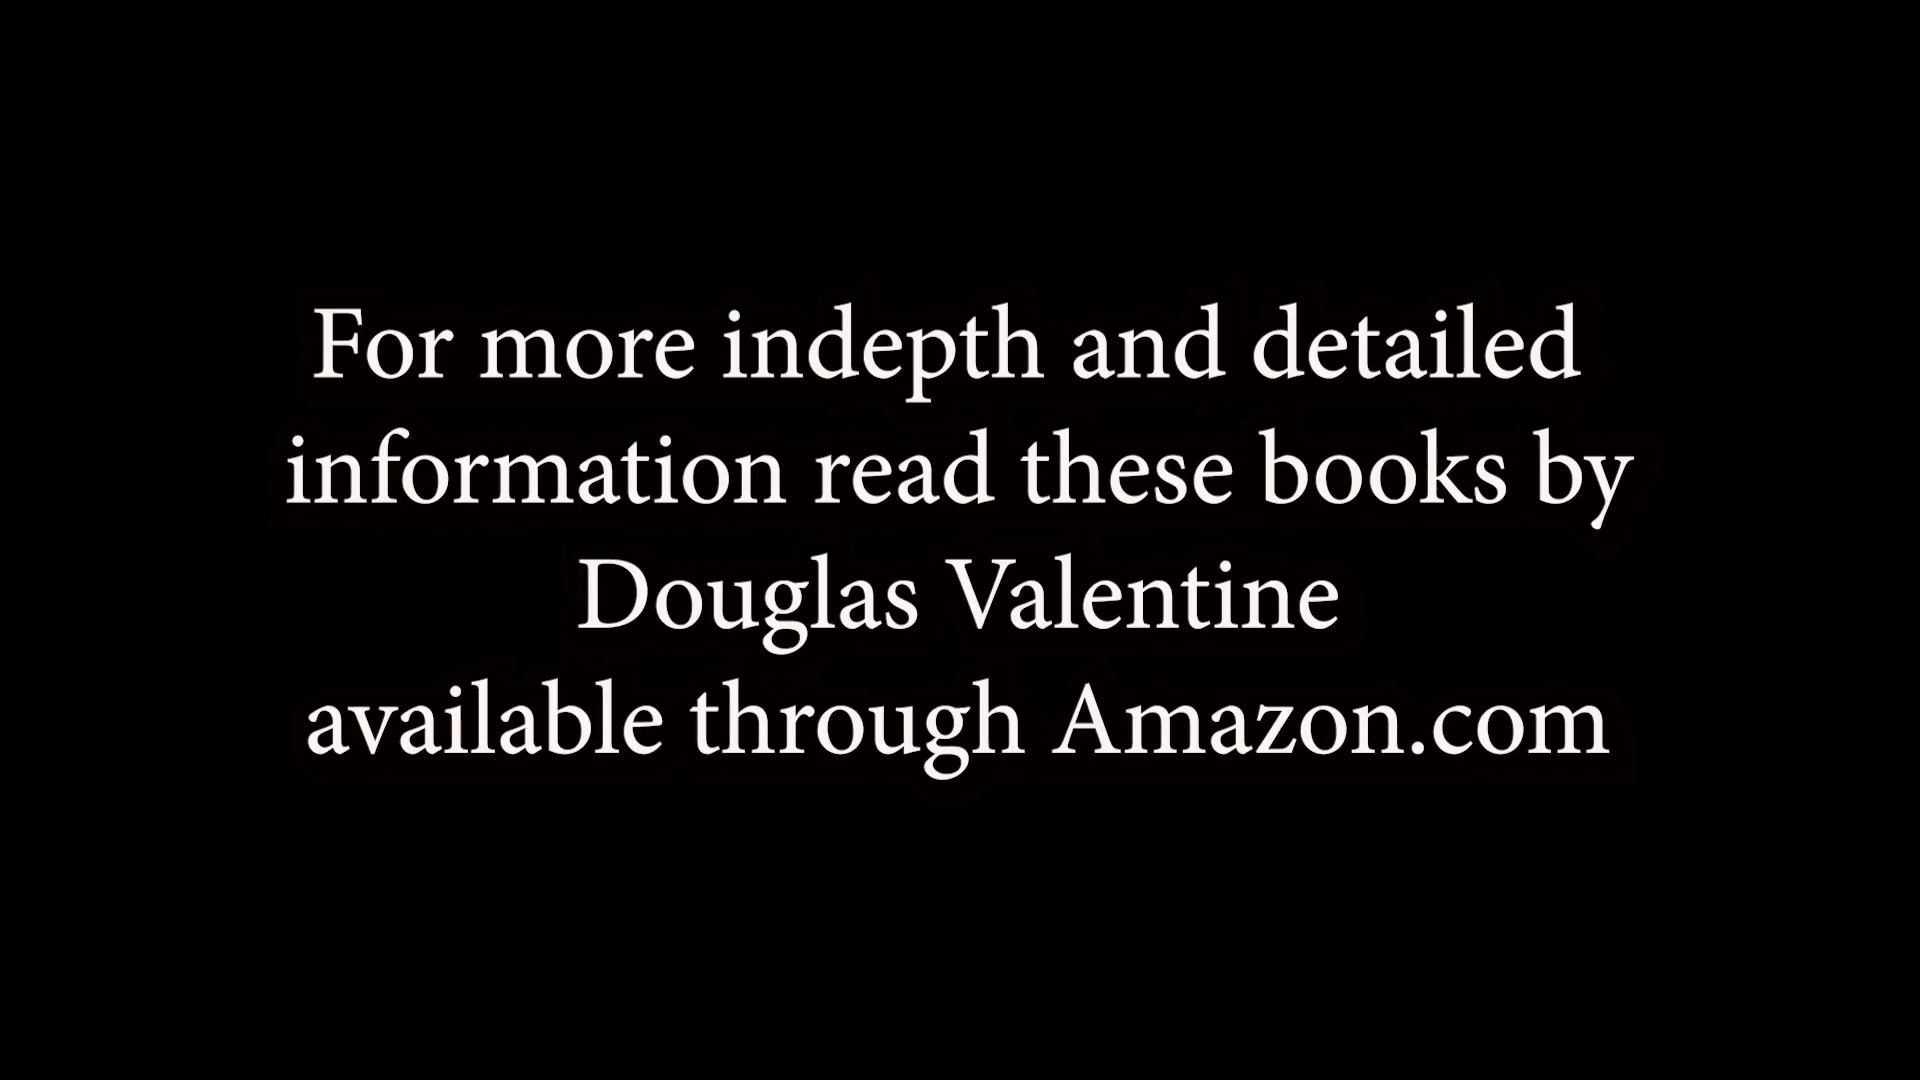 For more indepth and detailed
information read these books by
Douglas Valentine
available through Amazon.com